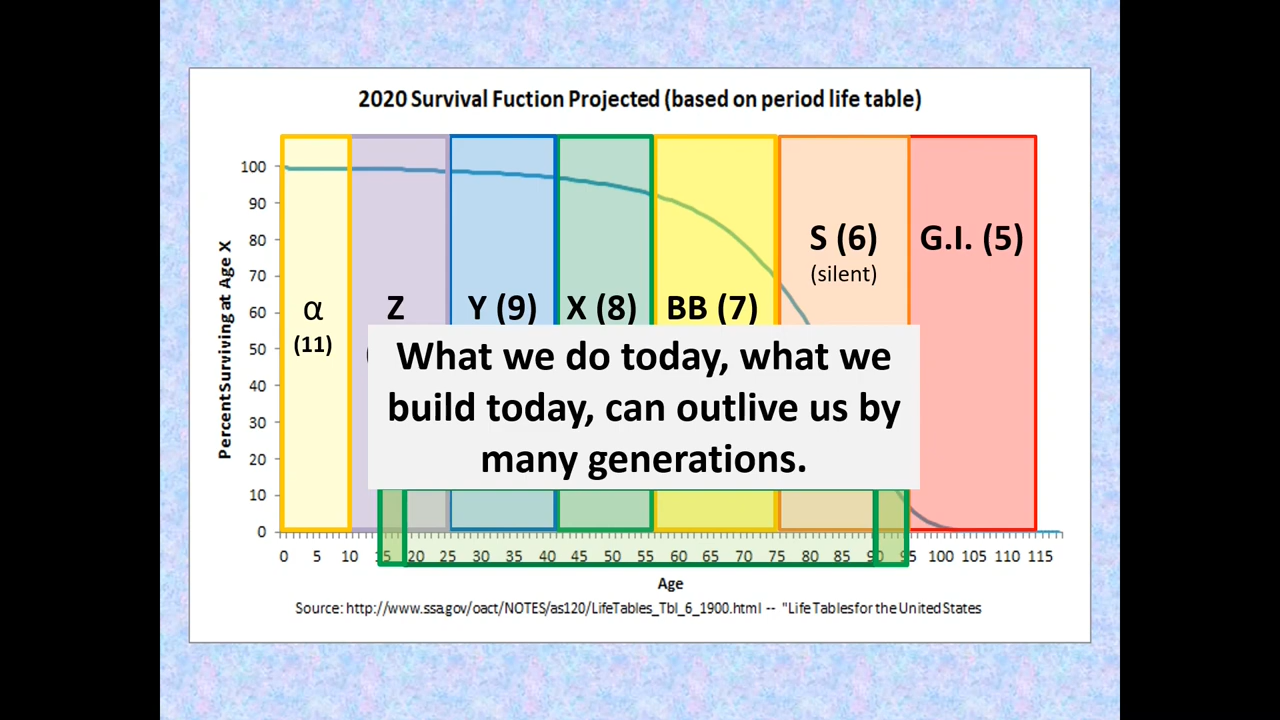 2020 Survival Fuction Projected (based on period life table)
100
90
80
70
60
50
40
30
20
10
0
Percent Surviving at Age X
α
(11)
Z
Y (9)
X (8)
BB (7)
S (6)
(silent)
G.I. (5)
What we do today, what we
build today, can outlive us by
many generations.
0 5 10 15 20 25 30 35 40 45 50 55 60 65 70 75 80 85 90 95 100 105 110 115
Age
Source: http://www.ssa.gov/oact/NOTES/as120/LifeTables_Tbl_6_1900.html -- "Life Tables for the United States